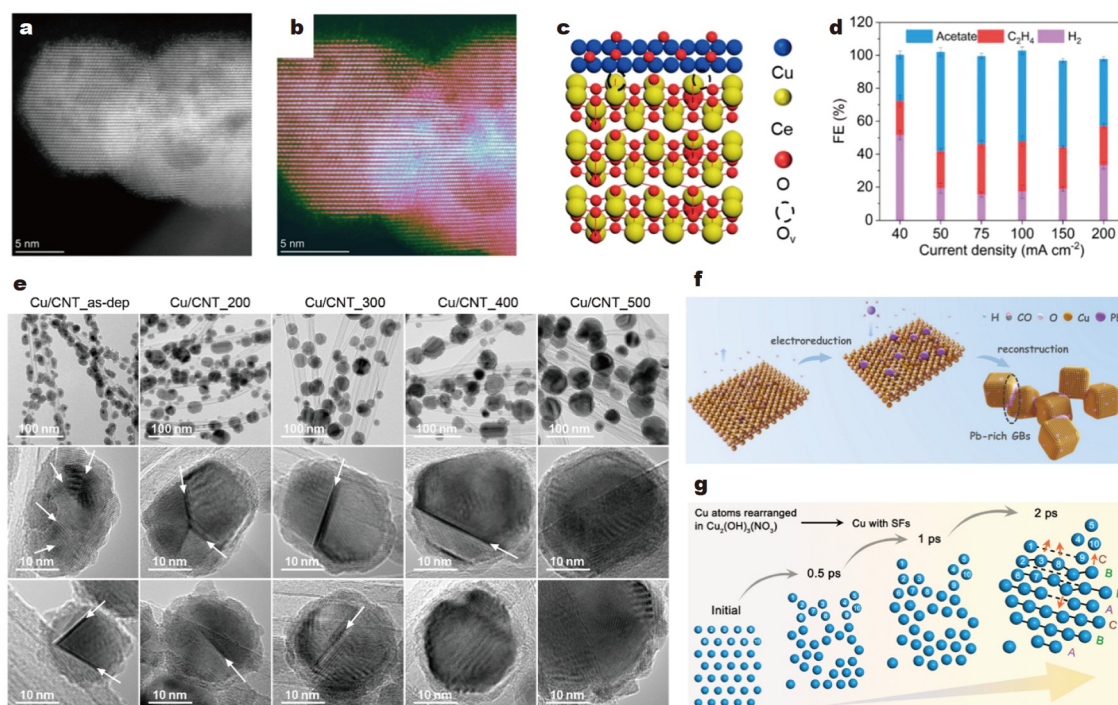 a
5 nm
b
5 nm
c
Cu
Ce
O
Oᵥ
d
Acetate C₂H₄ H₂
FE (%)
120
100
80
60
40
20
0
40 50 75 100 150 200
Current density (mA cm⁻²)
e
Cu/CNT_as-dep Cu/CNT_200 Cu/CNT_300 Cu/CNT_400 Cu/CNT_500
100 nm 100 nm 100 nm 100 nm 100 nm
10 nm 10 nm 10 nm 10 nm 10 nm
10 nm 10 nm 10 nm 10 nm 10 nm
f
H CO O Cu
electroreduction
reconstruction
Pb-rich GBs
g
Cu atoms rearranged
in Cu₂(OH)₃(NO₃)
Cu with SFs
Initial
0.5 ps
1 ps
2 ps